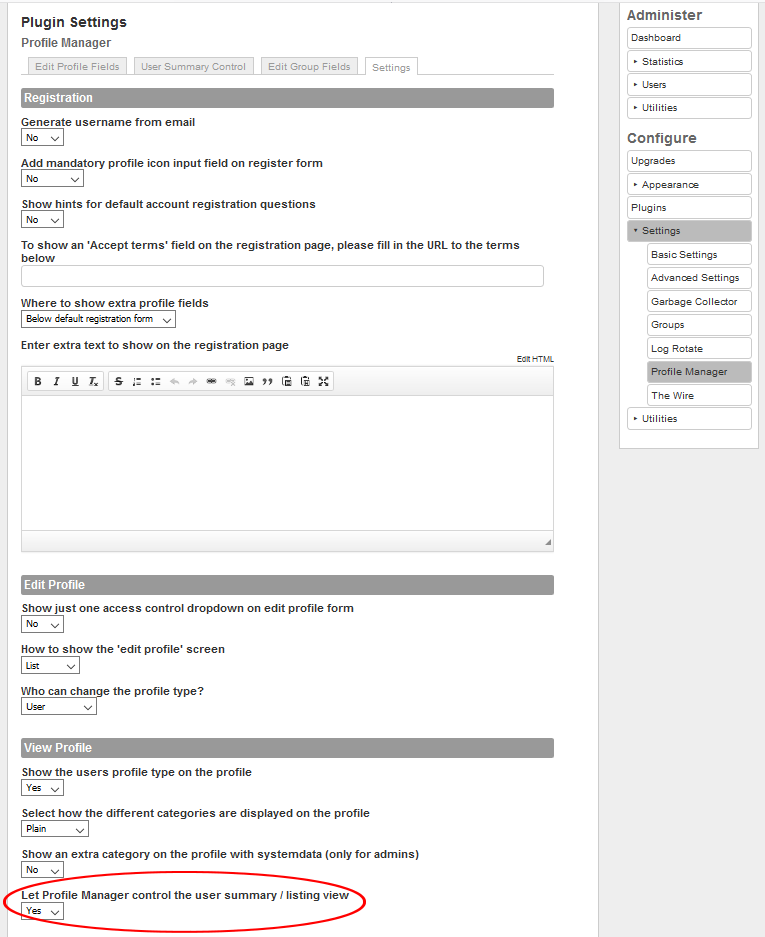 Plugin Settings
Profile Manager
Edit Profile Fields
User Summary Control
Edit Group Fields
Settings
Registration
Generate username from email
No
Add mandatory profile icon input field on register form
No
Show hints for default account registration questions
No
To show an 'Accept terms' field on the registration page, please fill in the URL to the terms
below
Where to show extra profile fields
Below default registration form
Enter extra text to show on the registration page
Edit HTML
B I U Tx S
Edit Profile
Show just one access control dropdown on edit profile form
No
How to show the 'edit profile' screen
List
Who can change the profile type?
User
View Profile
Show the users profile type on the profile
Yes
Select how the different categories are displayed on the profile
Plain
Show an extra category on the profile with systemdata (only for admins)
No
Let Profile Manager control the user summary / listing view
Yes
Administer
Dashboard
Statistics
Users
Utilities
Configure
Upgrades
Appearance
Plugins
Settings
Basic Settings
Advanced Settings
Garbage Collector
Groups
Log Rotate
Profile Manager
The Wire
Utilities